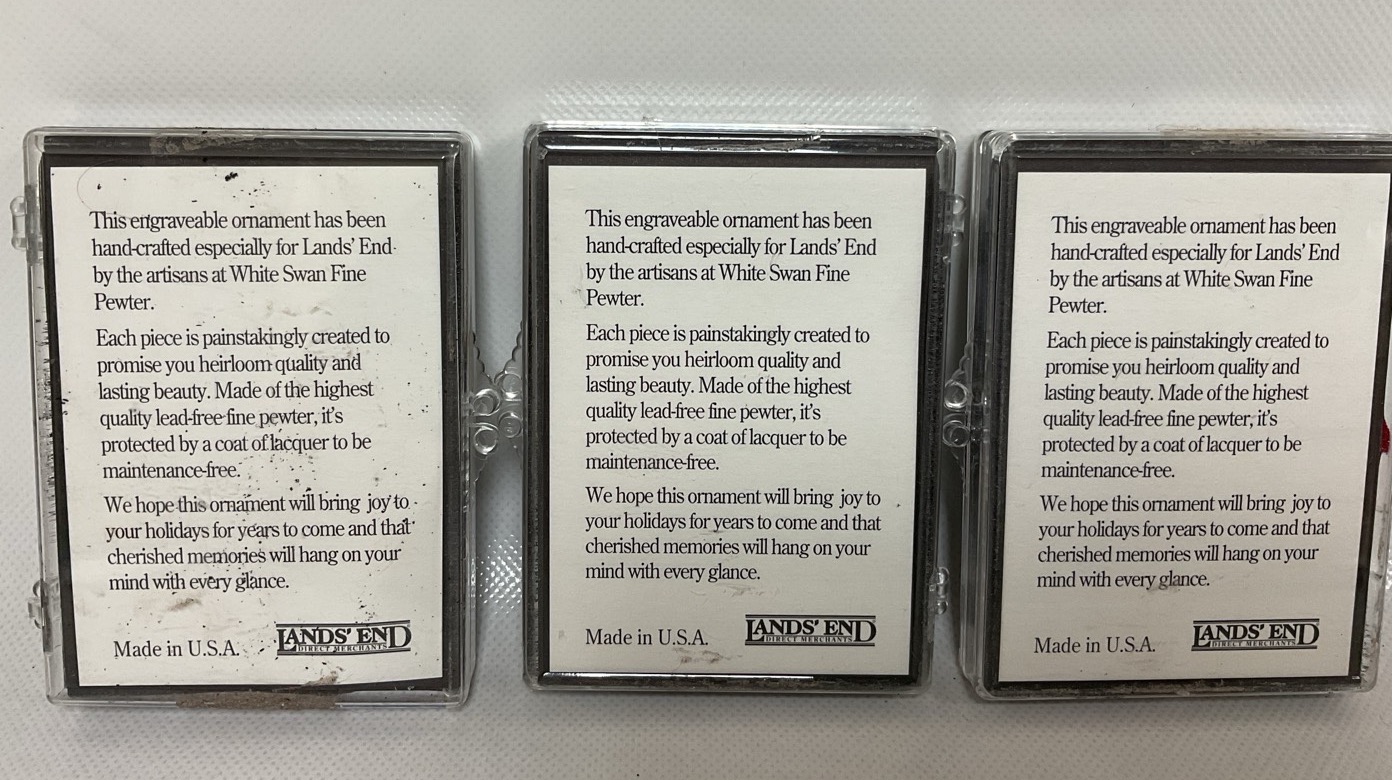 This engraveable ornament has been
hand-crafted especially for Lands' End
by the artisans at White Swan Fine
Pewter.
Each piece is painstakingly created to
promise you heirloom quality and
lasting beauty. Made of the highest
quality lead-free fine pewter, it's
protected by a coat of lacquer to be
maintenance-free.
We hope this ornament will bring joy to
your holidays for years to come and that
cherished memories will hang on your
mind with every glance.
Made in U.S.A.
LANDS' END
DIRECT MERCHANTS
This engraveable ornament has been
hand-crafted especially for Lands' End
by the artisans at White Swan Fine
Pewter.
Each piece is painstakingly created to
promise you heirloom quality and
lasting beauty. Made of the highest
quality lead-free fine pewter, it's
protected by a coat of lacquer to be
maintenance-free.
We hope this ornament will bring joy to
your holidays for years to come and that
cherished memories will hang on your
mind with every glance.
Made in U.S.A.
LANDS' END
DIRECT MERCHANTS
This engraveable ornament has been
hand-crafted especially for Lands' End
by the artisans at White Swan Fine
Pewter.
Each piece is painstakingly created to
promise you heirloom quality and
lasting beauty. Made of the highest
quality lead-free fine pewter, it's
protected by a coat of lacquer to be
maintenance-free.
We hope this ornament will bring joy to
your holidays for years to come and that
cherished memories will hang on your
mind with every glance.
Made in U.S.A.
LANDS' END
DIRECT MERCHANTS